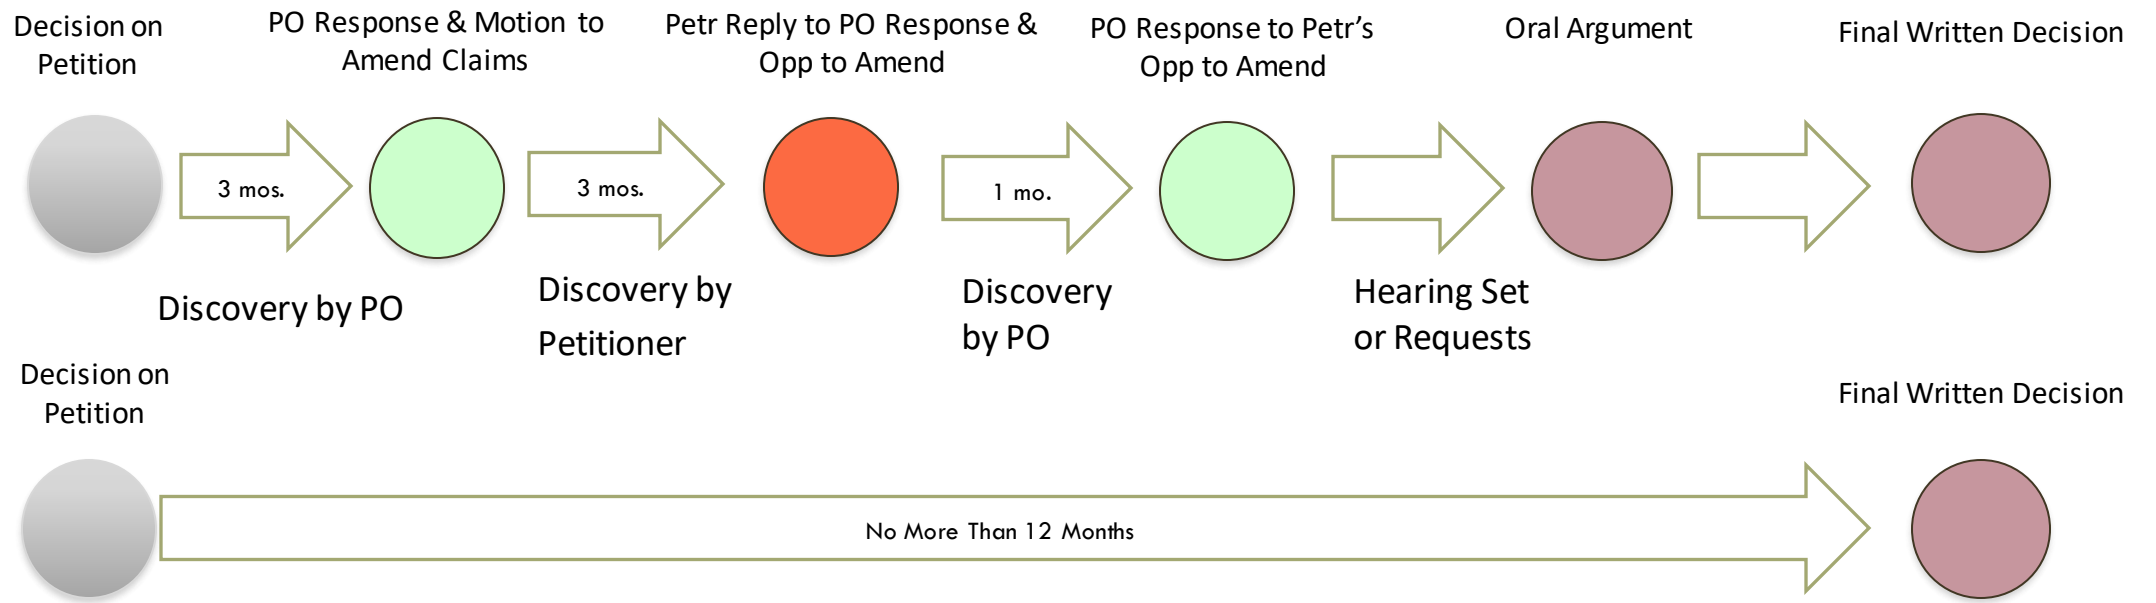 Decision on
Petition
PO Response & Motion to
Amend Claims
Petr Reply to PO Response &
Opp to Amend
PO Response to Petr’s
Opp to Amend
Oral Argument
Final Written Decision
3 mos.
3 mos.
1 mo.
Discovery by PO
Discovery by
Petitioner
Discovery
by PO
Hearing Set
or Requests
Decision on
Petition
Final Written Decision
No More Than 12 Months